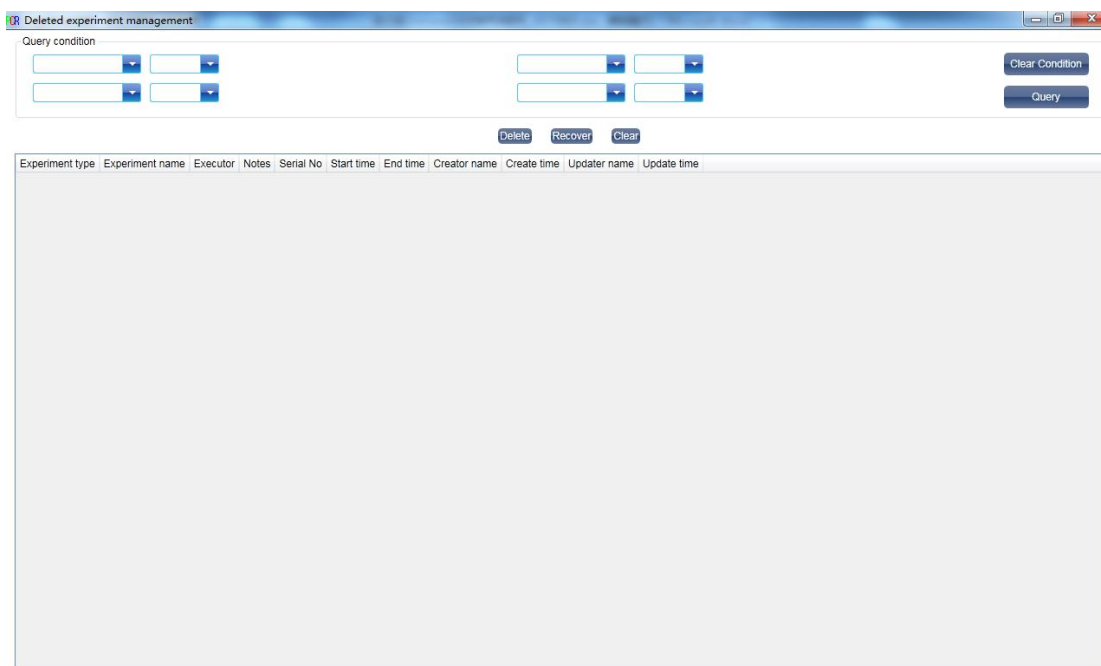 Deleted experiment management
Query condition
Clear Condition
Query
Delete Recover Clear
Experiment type Experiment name Executor Notes Serial No Start time End time Creator name Create time Updater name Update time